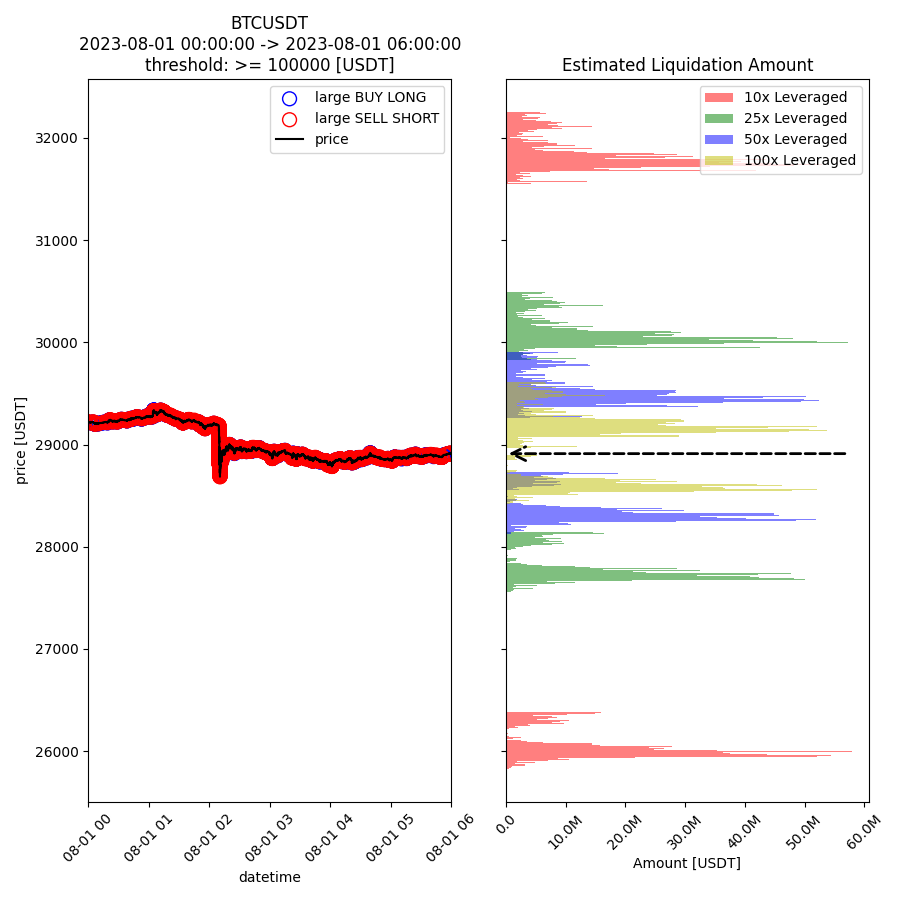 BTCUSDT
2023-08-01 00:00:00 -> 2023-08-01 06:00:00
threshold: >= 100000 [USDT]
large BUY LONG
large SELL SHORT
price
price [USDT]
32000
31000
30000
29000
28000
27000
26000
08-01 00
08-01 01
08-01 02
08-01 03
08-01 04
08-01 05
08-01 06
datetime
Estimated Liquidation Amount
10x Leveraged
25x Leveraged
50x Leveraged
100x Leveraged
0.0
10.0M
20.0M
30.0M
40.0M
50.0M
60.0M
Amount [USDT]